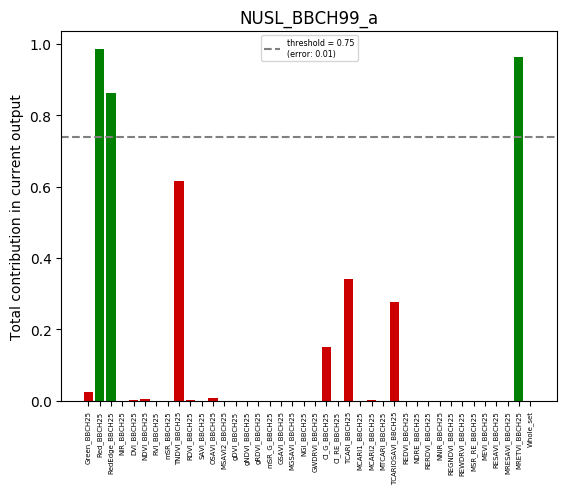 NUSL_BBCH99_a
threshold = 0.75
(error: 0.01)
Total contribution in current output
1.0
0.8
0.6
0.4
0.2
0.0
Green_BBCH25
Red_BBCH25
RedEdge_BBCH25
NIR_BBCH25
DVI_BBCH25
NDVI_BBCH25
RVI_BBCH25
mSR_BBCH25
TNDVI_BBCH25
RDVI_BBCH25
SAVI_BBCH25
OSAVI_BBCH25
MSAVI2_BBCH25
gDVI_BBCH25
gNDVI_BBCH25
gRDVI_BBCH25
mSR_G_BBCH25
GSAVI_BBCH25
MGSAVI_BBCH25
NGI_BBCH25
GWDRVI_BBCH25
CI_G_BBCH25
CI_RE_BBCH25
TCARI_BBCH25
MCARI1_BBCH25
MCARI2_BBCH25
MTCARI_BBCH25
TCARIOSAVI_BBCH25
REDVI_BBCH25
NDRE_BBCH25
RERDVI_BBCH25
NNIR_BBCH25
REGNDVI_BBCH25
REWDRVI_BBCH25
MSR_RE_BBCH25
MEVI_BBCH25
RESAVI_BBCH25
MRESAVI_BBCH25
MRETVI_BBCH25
Whole_set